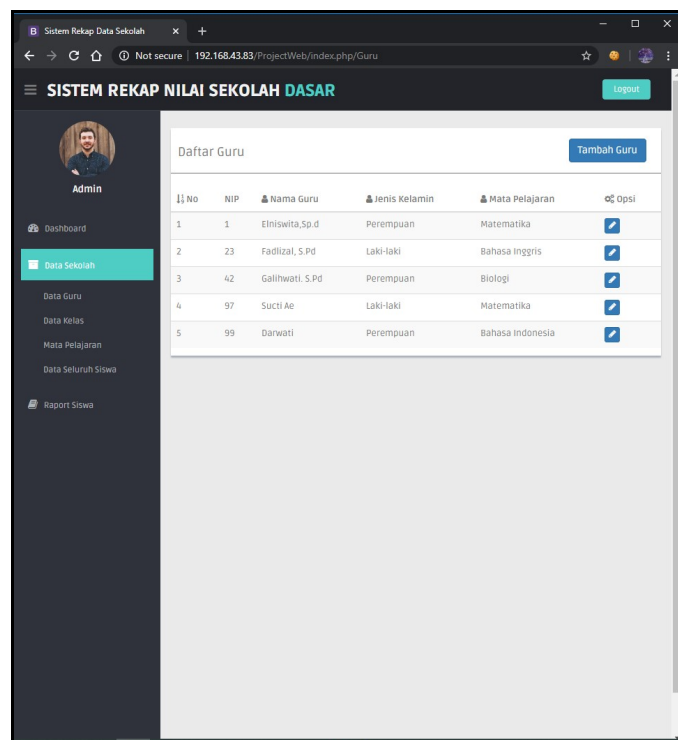 Sistem Rekap Data Sekolah
Not secure | 192.168.43.83/ProjectWeb/index.php/Guru
SISTEM REKAP NILAI SEKOLAH DASAR
Logout
Admin
Dashboard
Data Sekolah
Data Guru
Data Kelas
Mata Pelajaran
Data Seluruh Siswa
Raport Siswa
Daftar Guru
Tambah Guru
No NIP Nama Guru Jenis Kelamin Mata Pelajaran Opsi
1 1 Elniswita,Sp.d Perempuan Matematika
2 23 Fadlizal, S.Pd Laki-laki Bahasa Inggris
3 42 Galihwati. S.Pd Perempuan Biologi
4 97 Sucti Ae Laki-laki Matematika
5 99 Darwati Perempuan Bahasa Indonesia